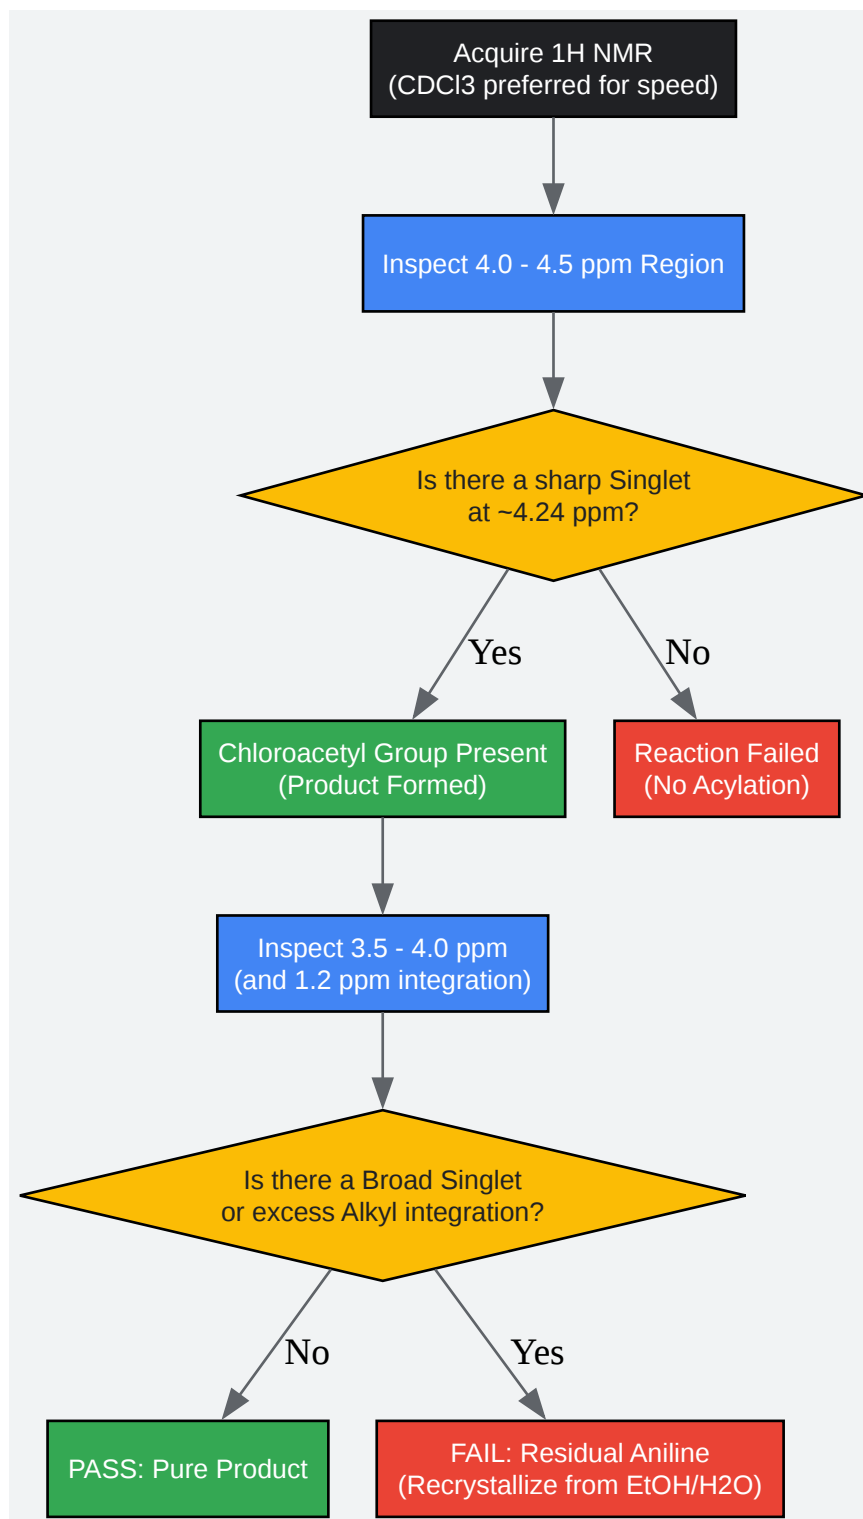 Acquire 1H NMR
(CDCl3 preferred for speed)
Inspect 4.0 - 4.5 ppm Region
Is there a sharp Singlet
at ~4.24 ppm?
Yes
No
Chloroacetyl Group Present
(Product Formed)
Reaction Failed
(No Acylation)
Inspect 3.5 - 4.0 ppm
(and 1.2 ppm integration)
Is there a Broad Singlet
or excess Alkyl integration?
No
Yes
PASS: Pure Product
FAIL: Residual Aniline
(Recrystallize from EtOH/H2O)